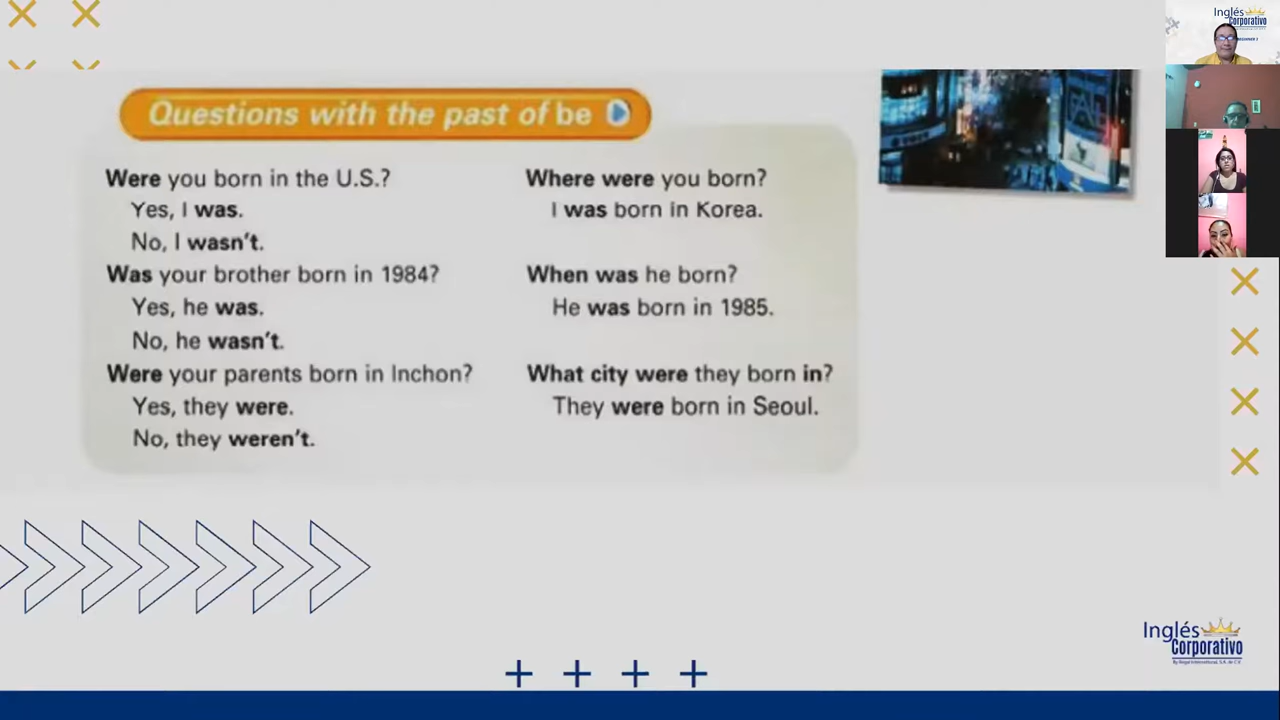 Questions with the past of be
Were you born in the U.S.?
Yes, I was.
No, I wasn't.
Was your brother born in 1984?
Yes, he was.
No, he wasn't.
Were your parents born in Inchon?
Yes, they were.
No, they weren't.
Where were you born?
I was born in Korea.
When was he born?
He was born in 1985.
What city were they born in?
They were born in Seoul.
Inglés
Corporativo
Inglés
Corporativo